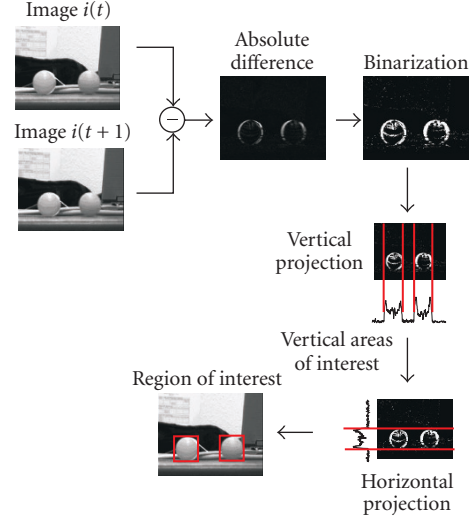 Image i(t)
Absolute
difference
Binarization
Image i(t + 1)
−
Vertical
projection
Vertical areas
of interest
Region of interest
Horizontal
projection